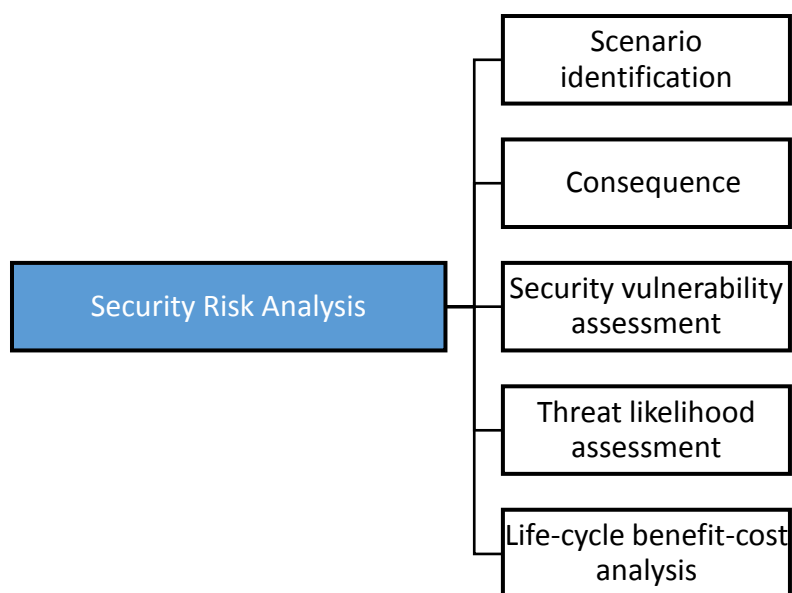 Scenario
identification
Consequence
Security Risk Analysis
Security vulnerability
assessment
Threat likelihood
assessment
Life-cycle benefit-cost
analysis